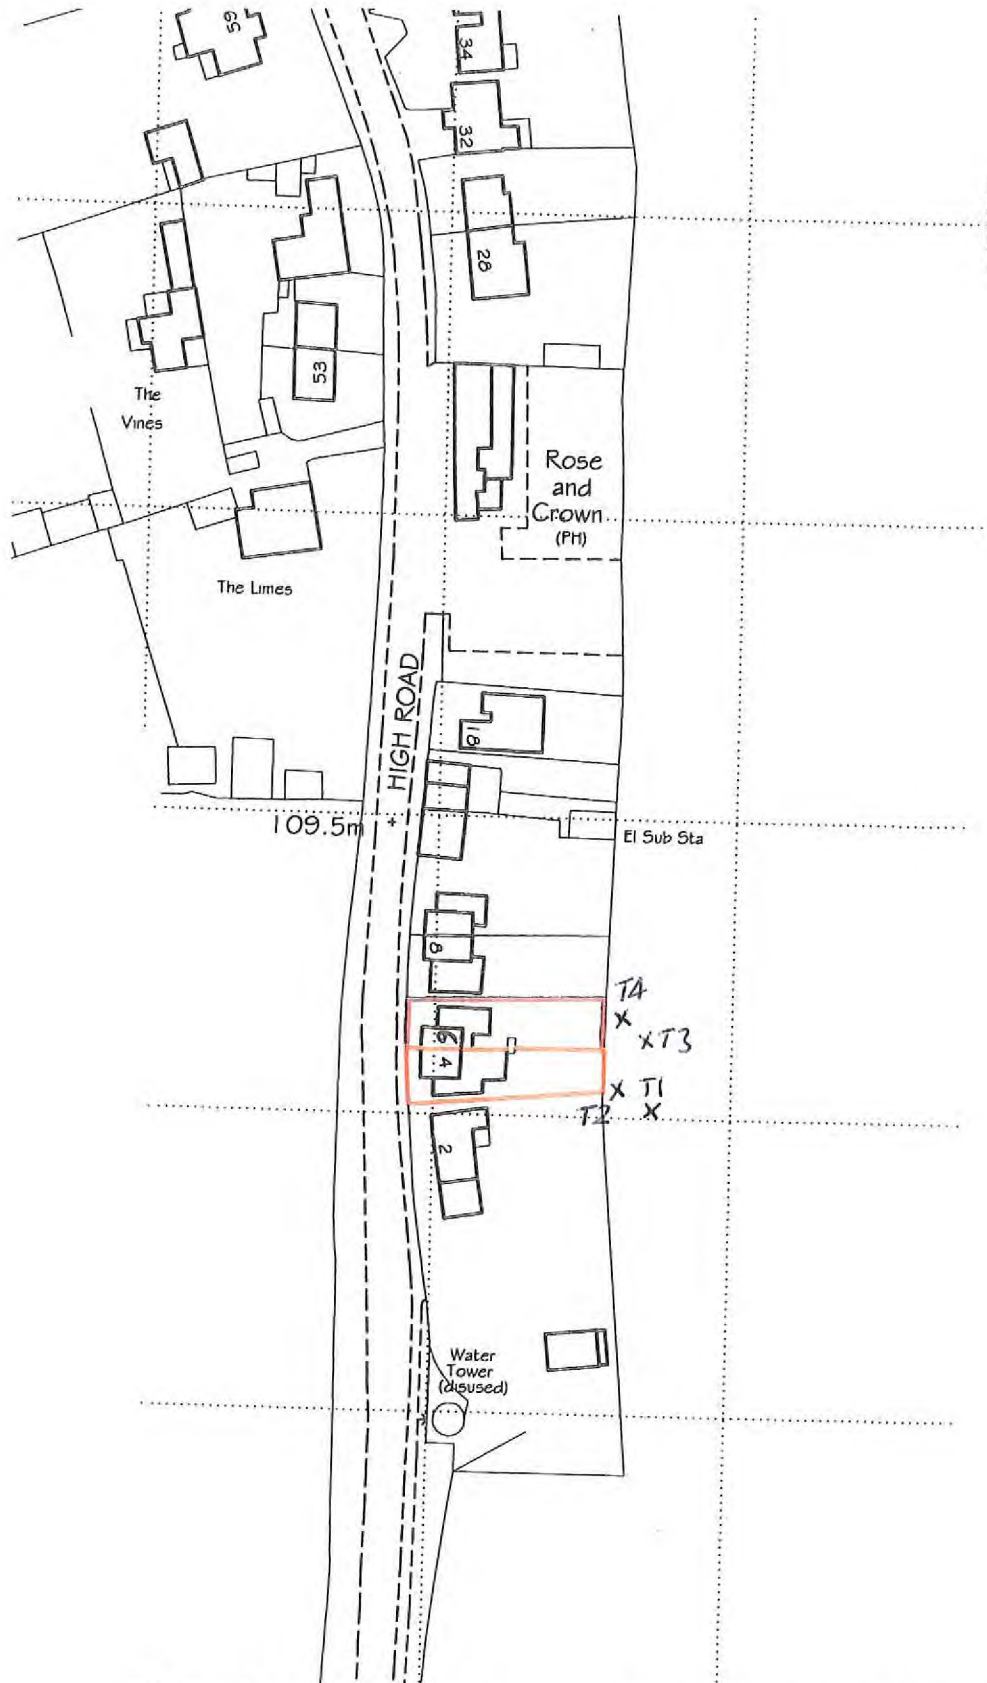 59
34
32
28
53
The
Vines
Rose
and
Crown
(PH)
The Limes
HIGH ROAD
18
109.5m
El Sub Sta
8
T4
T3
6
4
T1
T2
2
Water
Tower
(disused)